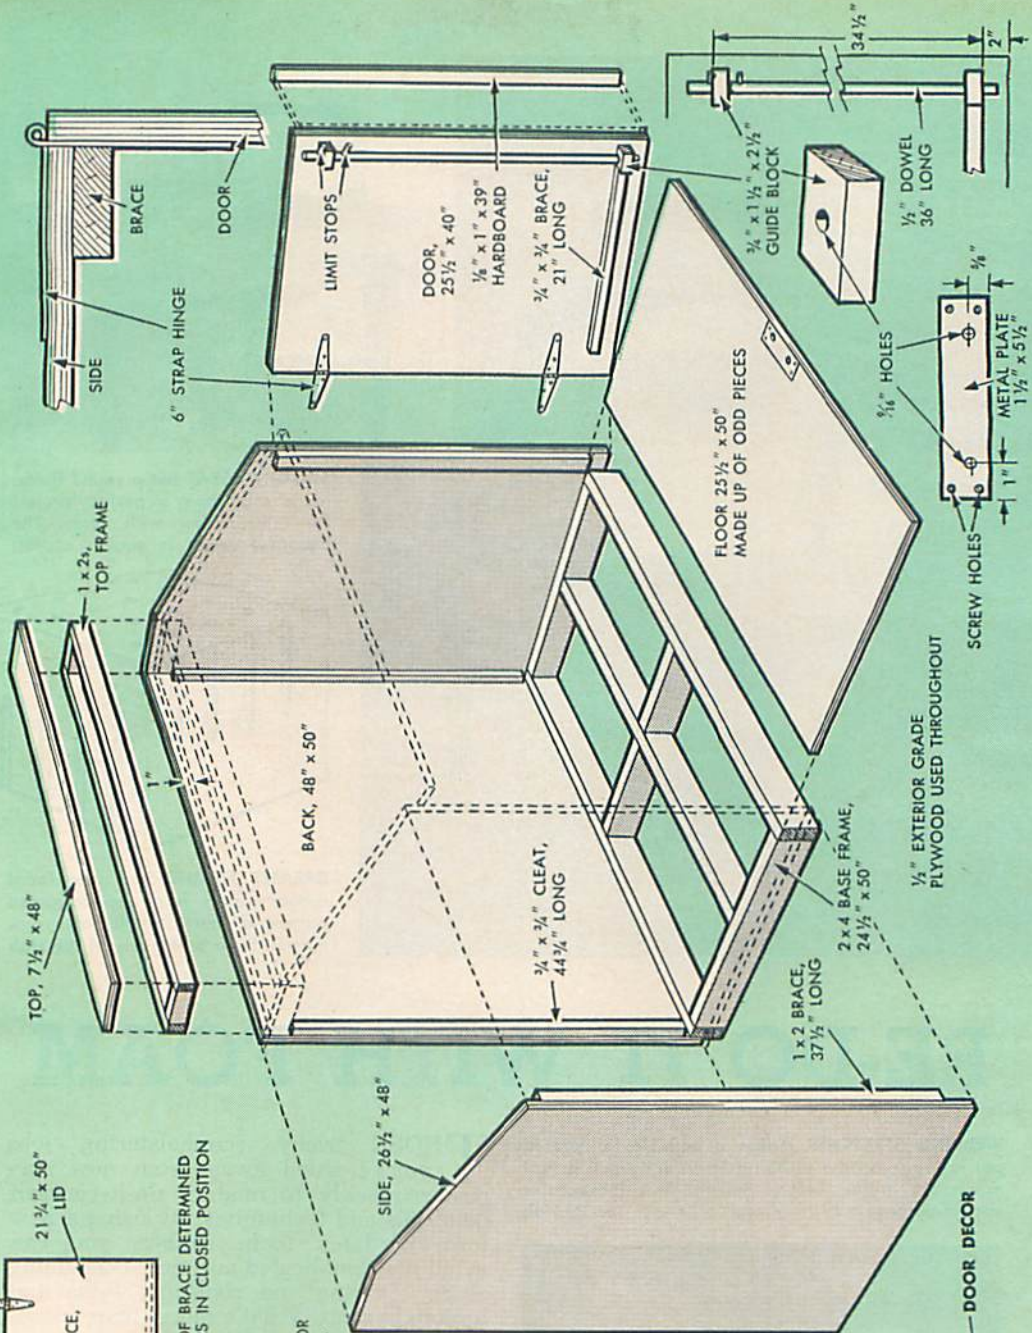 TOP, 7½" x 48"
1 x 2s,
TOP FRAME
1"
BACK, 48" x 50"
¾" x ¾" CLEAT,
44¾" LONG
SIDE
BRACE
DOOR
6" STRAP HINGE
LIMIT STOPS
DOOR,
25½" x 40"
⅛" x 1" x 39"
HARDBOARD
¾" x ¾" BRACE,
21" LONG
34½"
2"
¾" x 1½" x 2½"
GUIDE BLOCK
½" DOWEL
36" LONG
FLOOR 25½" x 50"
MADE UP OF ODD PIECES
9/16" HOLES
⅝"
METAL PLATE
1½" x 5½"
1"
SCREW HOLES
½" EXTERIOR GRADE
PLYWOOD USED THROUGHOUT
2 x 4 BASE FRAME,
24½" x 50"
1 x 2 BRACE,
37½" LONG
SIDE, 26½" x 48"
21¾" x 50"
LID
CE,
OF BRACE DETERMINED
S IN CLOSED POSITION
OR
DOOR DECOR